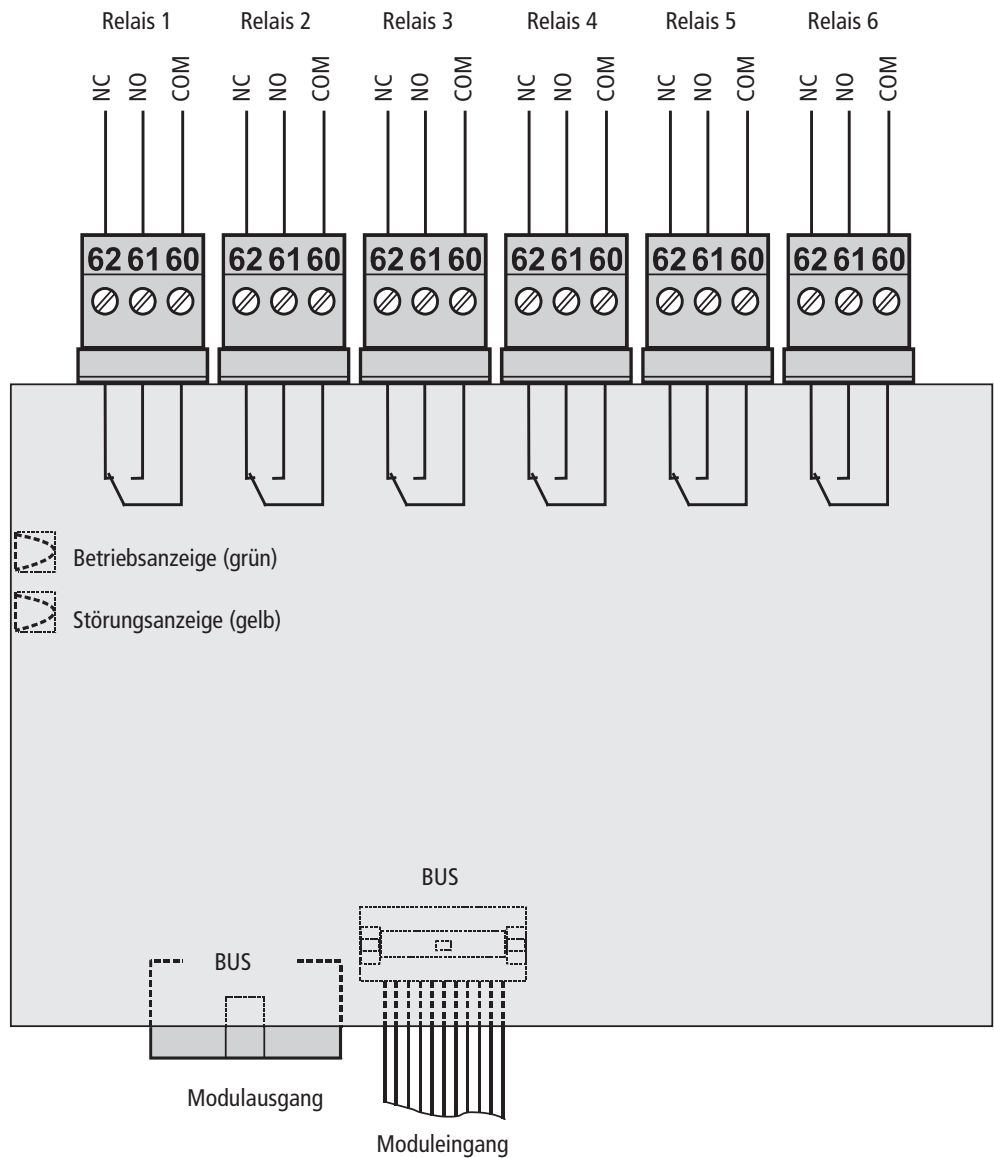 Relais 1 Relais 2 Relais 3 Relais 4 Relais 5 Relais 6
NC NO COM NC NO COM NC NO COM NC NO COM NC NO COM NC NO COM
62 61 60 62 61 60 62 61 60 62 61 60 62 61 60 62 61 60
Betriebsanzeige (grün)
Störungsanzeige (gelb)
BUS
BUS
Modulausgang
Moduleingang